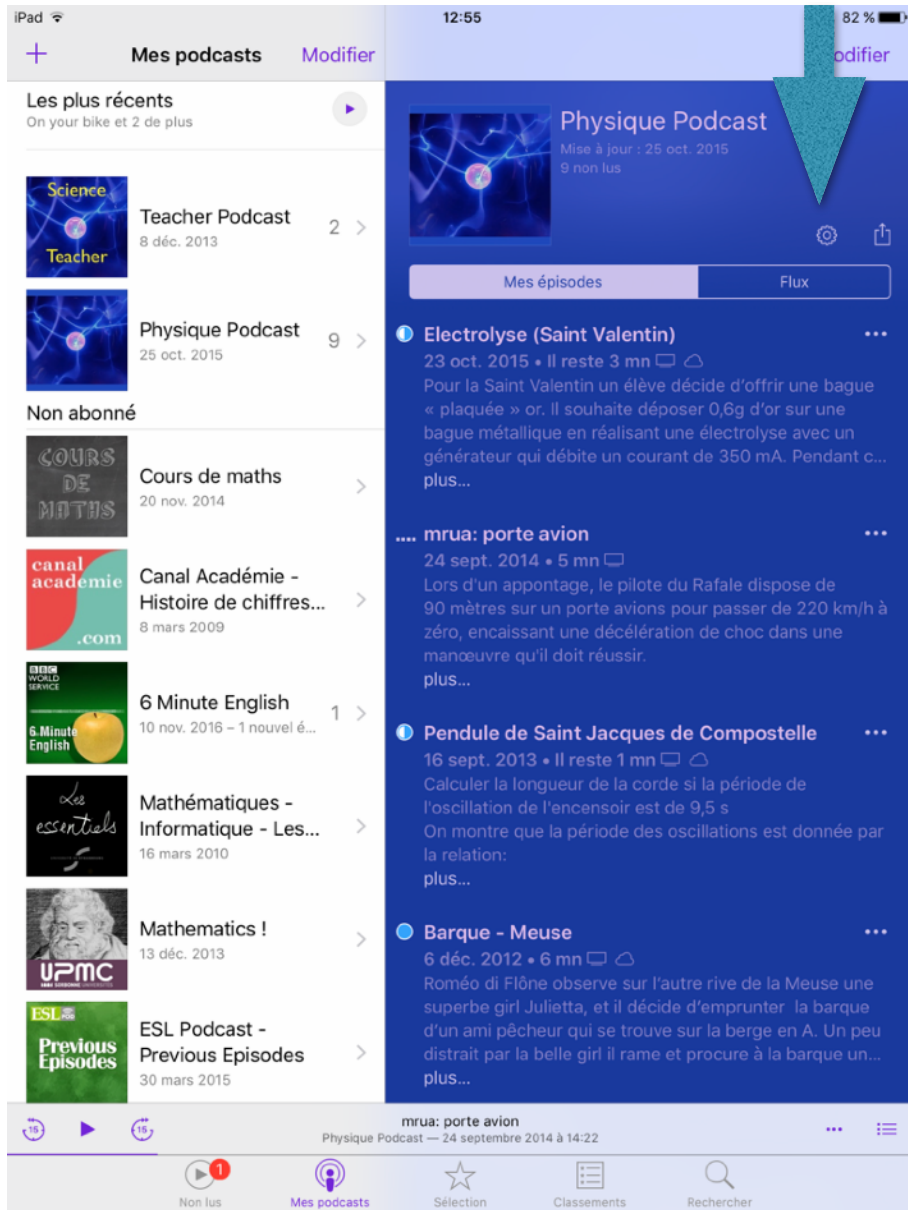 iPad
12:55
82 %
Mes podcasts
Modifier
odifier
Les plus récents
On your bike et 2 de plus
Science
Teacher
Teacher Podcast
8 déc. 2013
2
Physique Podcast
25 oct. 2015
9
Non abonné
COURS
DE
MATHS
Cours de maths
20 nov. 2014
canal
académie
.com
Canal Académie -
Histoire de chiffres...
8 mars 2009
BBC
WORLD
SERVICE
6 Minute
English
6 Minute English
10 nov. 2016 – 1 nouvel é...
1
Les
essentiels
Mathématiques -
Informatique - Les...
16 mars 2010
UPMC
SORBONNE UNIVERSITÉS
Mathematics !
13 déc. 2013
ESL
Previous
Episodes
ESL Podcast -
Previous Episodes
30 mars 2015
Physique Podcast
Mise à jour : 25 oct. 2015
9 non lus
Mes épisodes
Flux
Electrolyse (Saint Valentin)
23 oct. 2015 • Il reste 3 mn
Pour la Saint Valentin un élève décide d'offrir une bague
« plaquée » or. Il souhaite déposer 0,6g d'or sur une
bague métallique en réalisant une électrolyse avec un
générateur qui débite un courant de 350 mA. Pendant c...
plus...
mrua: porte avion
24 sept. 2014 • 5 mn
Lors d'un appontage, le pilote du Rafale dispose de
90 mètres sur un porte avions pour passer de 220 km/h à
zéro, encaissant une décélération de choc dans une
manœuvre qu'il doit réussir.
plus...
Pendule de Saint Jacques de Compostelle
16 sept. 2013 • Il reste 1 mn
Calculer la longueur de la corde si la période de
l'oscillation de l'encensoir est de 9,5 s
On montre que la période des oscillations est donnée par
la relation:
plus...
Barque - Meuse
6 déc. 2012 • 6 mn
Roméo di Flône observe sur l'autre rive de la Meuse une
superbe girl Julietta, et il décide d'emprunter la barque
d'un ami pêcheur qui se trouve sur la berge en A. Un peu
distrait par la belle girl il rame et procure à la barque un...
plus...
15
15
mrua: porte avion
Physique Podcast — 24 septembre 2014 à 14:22
1
Non lus
Mes podcasts
Sélection
Classements
Rechercher